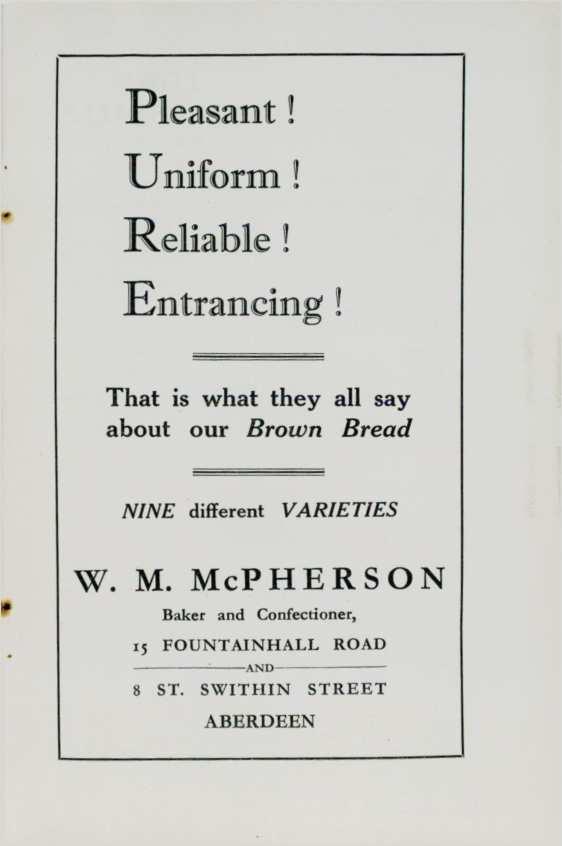 Pleasant !
Uniform !
Reliable !
Entrancing !
That is what they all say
about our Brown Bread
NINE different VARIETIES
W. M. McPHERSON
Baker and Confectioner,
15 FOUNTAINHALL ROAD
AND
8 ST. SWITHIN STREET
ABERDEEN